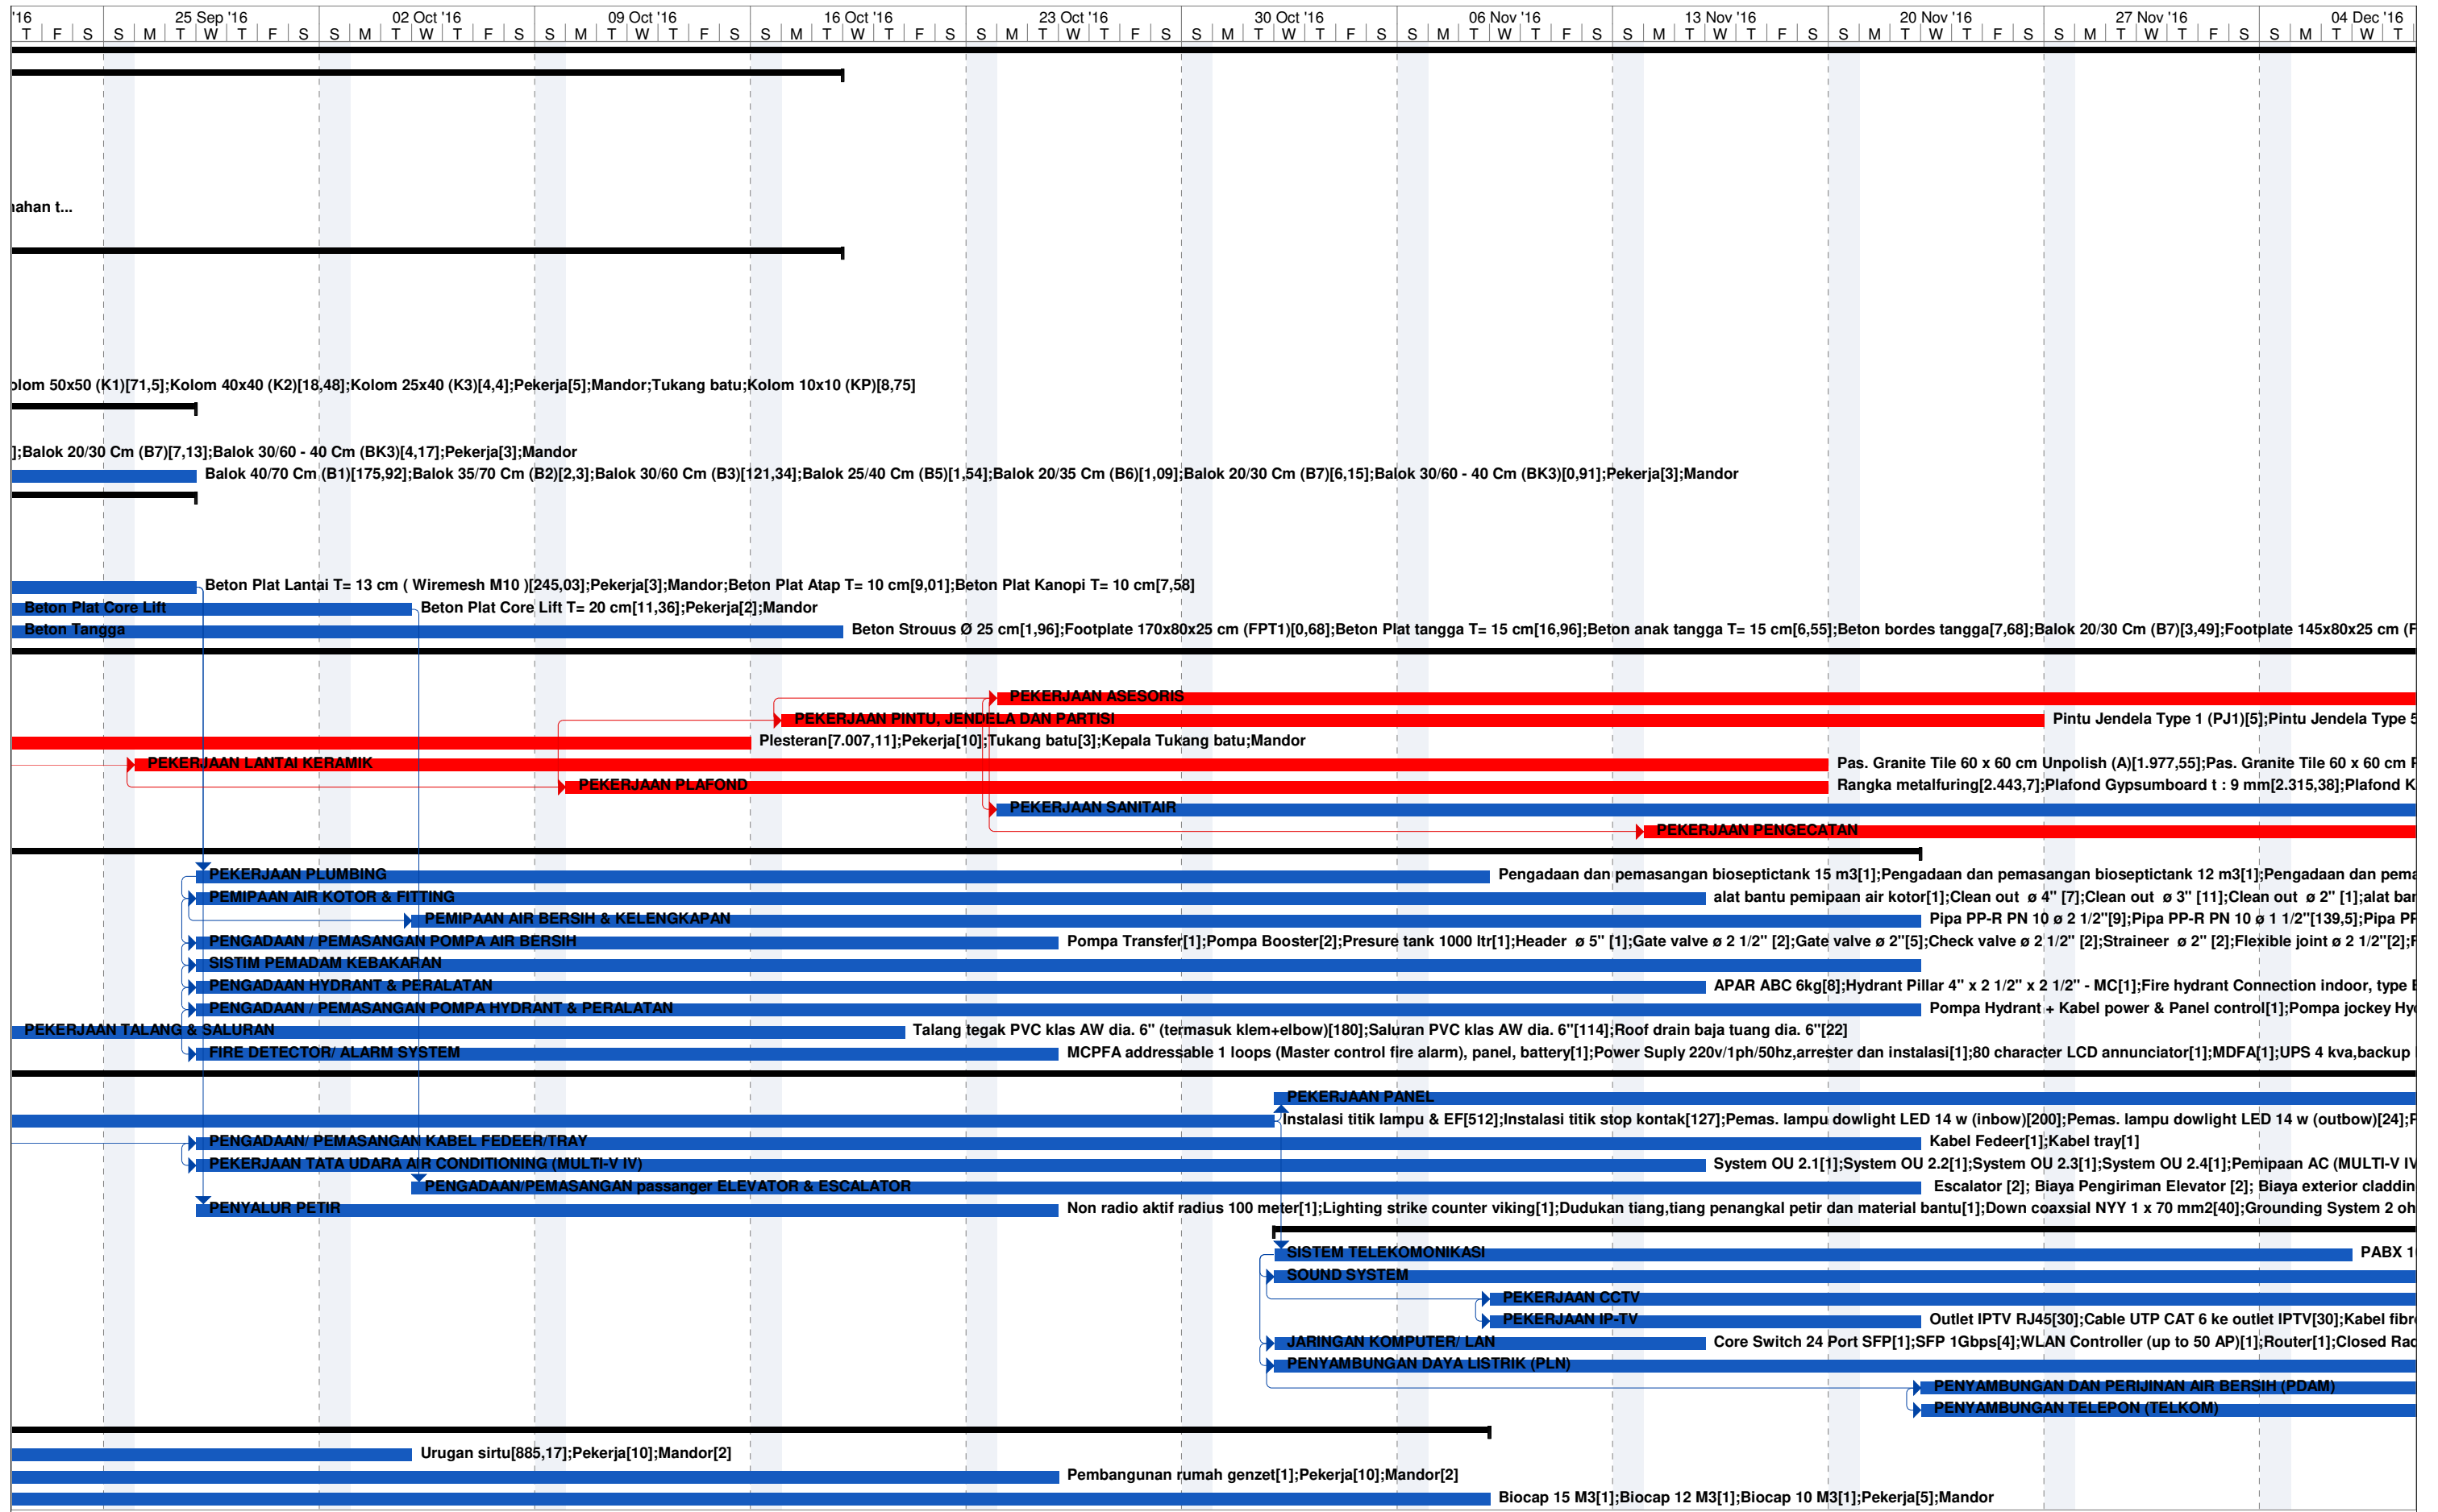 '16 25 Sep '16 02 Oct '16 09 Oct '16 16 Oct '16 23 Oct '16 30 Oct '16 06 Nov '16 13 Nov '16 20 Nov '16 27 Nov '16 04 Dec '16
T F S S M T W T F S S M T W T F S S M T W T F S S M T W T F S S M T W T F S S M T W T F S S M T W T F S S M T W T F S S M T W T F S S M T W T F S S M T W T
t...
50x50 (K1)[71,5];Kolom 40x40 (K2)[18,48];Kolom 25x40 (K3)[4,4];Pekerja[5];Mandor;Tukang batu;Kolom 10x10 (KP)[8,75]
];Balok 20/30 Cm (B7)[7,13];Balok 30/60 - 40 Cm (BK3)[4,17];Pekerja[3];Mandor
Balok 40/70 Cm (B1)[175,92];Balok 35/70 Cm (B2)[2,3];Balok 30/60 Cm (B3)[121,34];Balok 25/40 Cm (B5)[1,54];Balok 20/35 Cm (B6)[1,09];Balok 20/30 Cm (B7)[6,15];Balok 30/60 - 40 Cm (BK3)[0,91];Pekerja[3];Mandor
Beton Plat Lantai T= 13 cm ( Wiremesh M10 )[245,03];Pekerja[3];Mandor;Beton Plat Atap T= 10 cm[9,01];Beton Plat Kanopi T= 10 cm[7,58]
Beton Plat Core Lift Beton Plat Core Lift T= 20 cm[11,36];Pekerja[2];Mandor
Beton Tangga Beton Strouus Ø 25 cm[1,96];Footplate 170x80x25 cm (FPT1)[0,68];Beton Plat tangga T= 15 cm[16,96];Beton anak tangga T= 15 cm[6,55];Beton bordes tangga[7,68];Balok 20/30 Cm (B7)[3,49];Footplate 145x80x25 cm (F
PEKERJAAN ASESORIS
PEKERJAAN PINTU, JENDELA DAN PARTISI Pintu Jendela Type 1 (PJ1)[5];Pintu Jendela Type 5
Plesteran[7.007,11];Pekerja[10];Tukang batu[3];Kepala Tukang batu;Mandor
PEKERJAAN LANTAI KERAMIK Pas. Granite Tile 60 x 60 cm Unpolish (A)[1.977,55];Pas. Granite Tile 60 x 60 cm
PEKERJAAN PLAFOND Rangka metalfuring[2.443,7];Plafond Gypsumboard t : 9 mm[2.315,38];Plafond K
PEKERJAAN SANITAIR
PEKERJAAN PENGECATAN
PEKERJAAN PLUMBING Pengadaan dan pemasangan bioseptictank 15 m3[1];Pengadaan dan pemasangan bioseptictank 12 m3[1];Pengadaan dan pema
PEMIPAAN AIR KOTOR & FITTING alat bantu pemipaan air kotor[1];Clean out ø 4" [7];Clean out ø 3" [11];Clean out ø 2" [1];alat ban
PEMIPAAN AIR BERSIH & KELENGKAPAN Pipa PP-R PN 10 ø 2 1/2"[9];Pipa PP-R PN 10 ø 1 1/2"[139,5];Pipa PP
PENGADAAN / PEMASANGAN POMPA AIR BERSIH Pompa Transfer[1];Pompa Booster[2];Presure tank 1000 ltr[1];Header ø 5" [1];Gate valve ø 2 1/2" [2];Gate valve ø 2"[5];Check valve ø 2 1/2" [2];Straineer ø 2" [2];Flexible joint ø 2 1/2"[2];F
SISTIM PEMADAM KEBAKARAN
PENGADAAN HYDRANT & PERALATAN APAR ABC 6kg[8];Hydrant Pillar 4" x 2 1/2" x 2 1/2" - MC[1];Fire hydrant Connection indoor, type
PENGADAAN / PEMASANGAN POMPA HYDRANT & PERALATAN Pompa Hydrant + Kabel power & Panel control[1];Pompa jockey Hy
PEKERJAAN TALANG & SALURAN Talang tegak PVC klas AW dia. 6" (termasuk klem+elbow)[180];Saluran PVC klas AW dia. 6"[114];Roof drain baja tuang dia. 6"[22]
FIRE DETECTOR/ ALARM SYSTEM MCPFA addressable 1 loops (Master control fire alarm), panel, battery[1];Power Suply 220v/1ph/50hz,arrester dan instalasi[1];80 character LCD annunciator[1];MDFA[1];UPS 4 kva,backup
PEKERJAAN PANEL
Instalasi titik lampu & EF[512];Instalasi titik stop kontak[127];Pemas. lampu dowlight LED 14 w (inbow)[200];Pemas. lampu dowlight LED 14 w (outbow)[24];P
PENGADAAN/ PEMASANGAN KABEL FEDEER/TRAY Kabel Fedeer[1];Kabel tray[1]
PEKERJAAN TATA UDARA AIR CONDITIONING (MULTI-V IV) System OU 2.1[1];System OU 2.2[1];System OU 2.3[1];System OU 2.4[1];Pemipaan AC (MULTI-V IV
PENGADAAN/PEMASANGAN passanger ELEVATOR & ESCALATOR Escalator [2]; Biaya Pengiriman Elevator [2]; Biaya exterior claddin
PENYALUR PETIR Non radio aktif radius 100 meter[1];Lighting strike counter viking[1];Dudukan tiang,tiang penangkal petir dan material bantu[1];Down coaxsial NYY 1 x 70 mm2[40];Grounding System 2 oh
SISTEM TELEKOMONIKASI PABX 1
SOUND SYSTEM
PEKERJAAN CCTV
PEKERJAAN IP-TV Outlet IPTV RJ45[30];Cable UTP CAT 6 ke outlet IPTV[30];Kabel fibr
JARINGAN KOMPUTER/ LAN Core Switch 24 Port SFP[1];SFP 1Gbps[4];WLAN Controller (up to 50 AP)[1];Router[1];Closed Rac
PENYAMBUNGAN DAYA LISTRIK (PLN)
PENYAMBUNGAN DAN PERIJINAN AIR BERSIH (PDAM)
PENYAMBUNGAN TELEPON (TELKOM)
Urugan sirtu[885,17];Pekerja[10];Mandor[2]
Pembangunan rumah genzet[1];Pekerja[10];Mandor[2]
Biocap 15 M3[1];Biocap 12 M3[1];Biocap 10 M3[1];Pekerja[5];Mandor